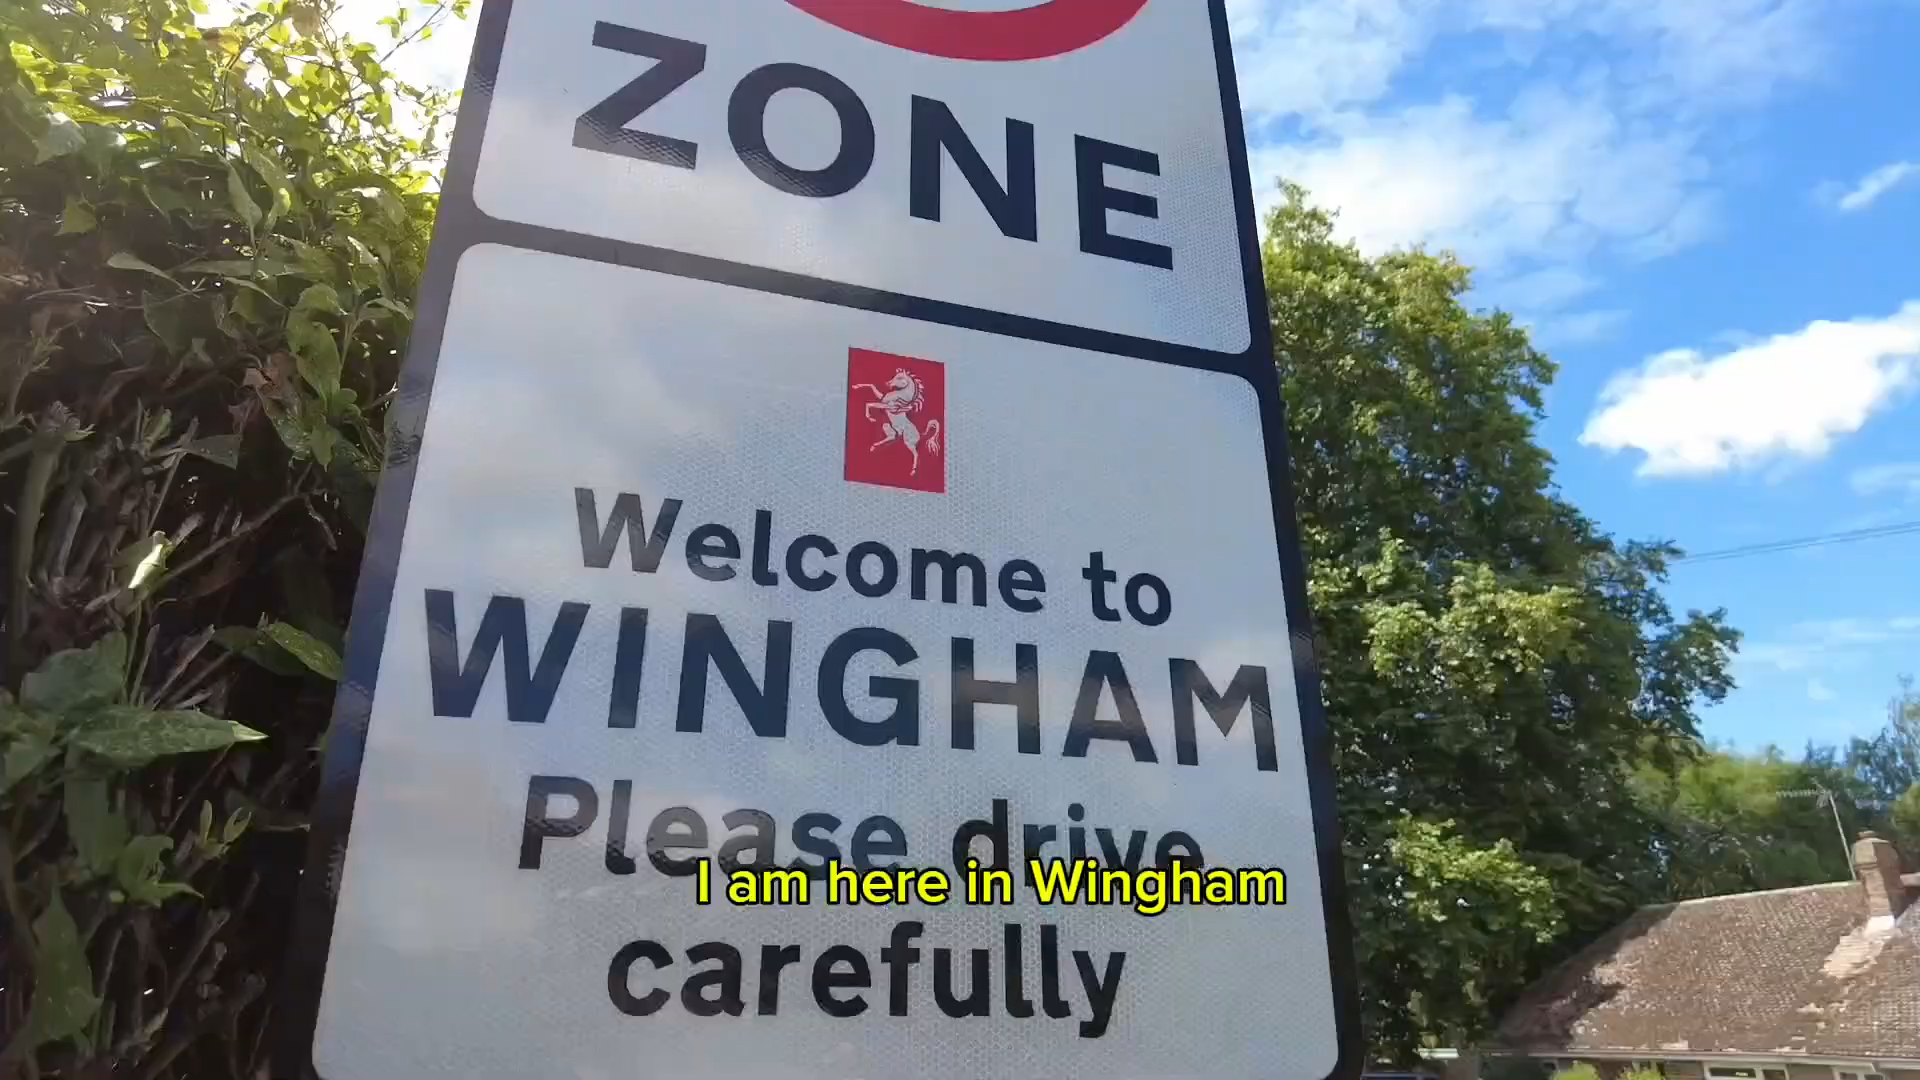 ZONE
Welcome to
WINGHAM
Please drive
I am here in Wingham
carefully